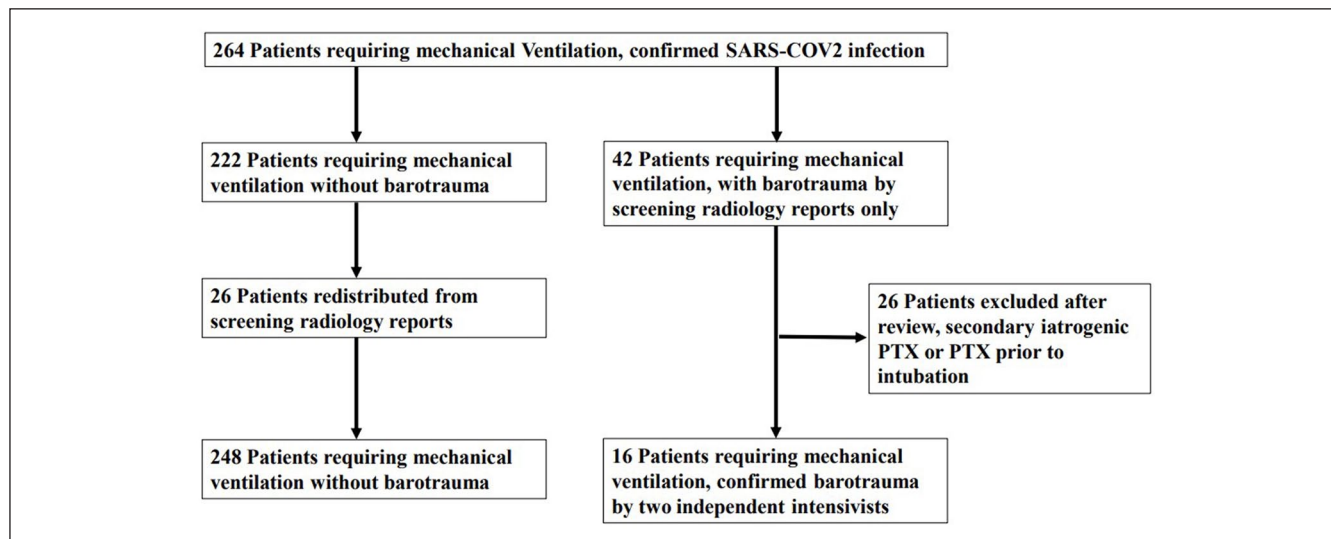 264 Patients requiring mechanical Ventilation, confirmed SARS-COV2 infection
222 Patients requiring mechanical
ventilation without barotrauma
42 Patients requiring mechanical
ventilation, with barotrauma by
screening radiology reports only
26 Patients redistributed from
screening radiology reports
26 Patients excluded after
review, secondary iatrogenic
PTX or PTX prior to
intubation
248 Patients requiring mechanical
ventilation without barotrauma
16 Patients requiring mechanical
ventilation, confirmed barotrauma
by two independent intensivists